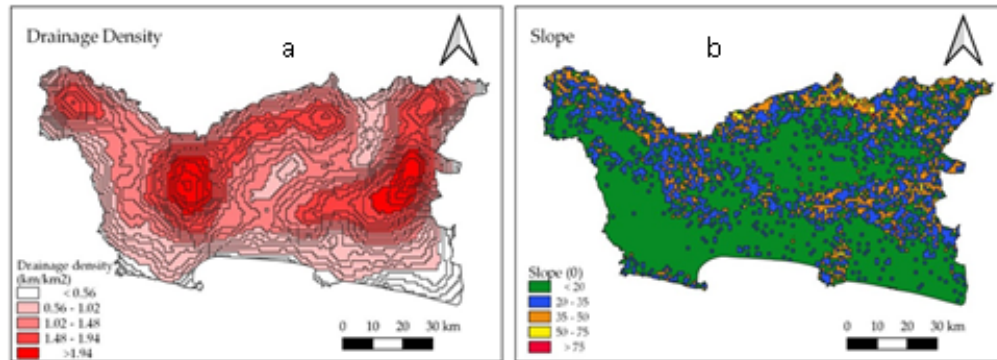 Drainage Density
a
Drainage density
(km/km2)
< 0.56
0.56 - 1.02
1.02 - 1.48
1.48 - 1.94
>1.94
0 10 20 30 km
Slope
b
Slope (0)
< 20
20 - 35
35 - 50
50 - 75
> 75
0 10 20 30 km